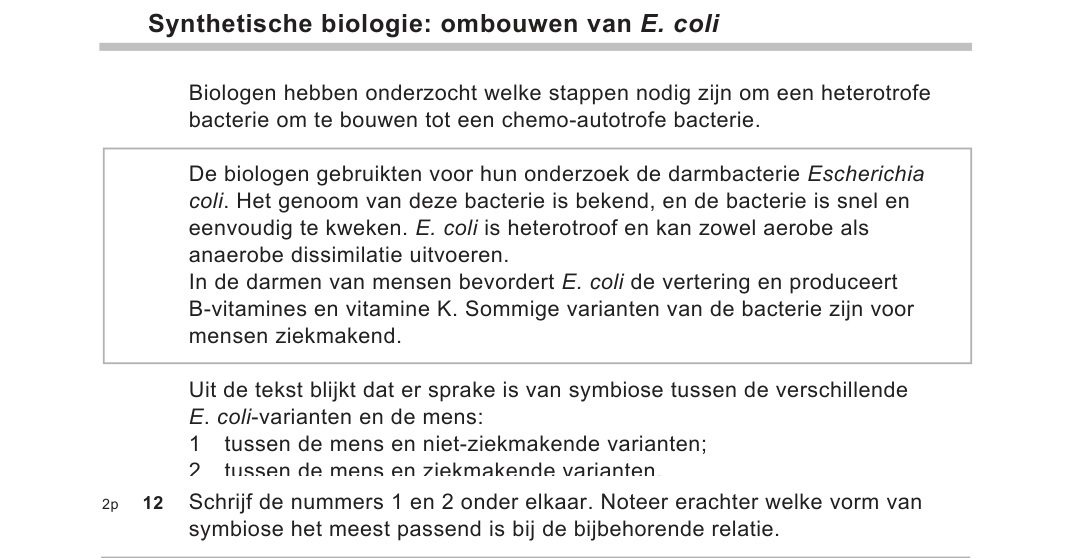 Synthetische biologie: ombouwen van E. coli
Biologen hebben onderzocht welke stappen nodig zijn om een heterotrofe
bacterie om te bouwen tot een chemo-autotrofe bacterie.
De biologen gebruikten voor hun onderzoek de darmbacterie Escherichia
coli. Het genoom van deze bacterie is bekend, en de bacterie is snel en
eenvoudig te kweken. E. coli is heterotroof en kan zowel aerobe als
anaerobe dissimilatie uitvoeren.
In de darmen van mensen bevordert E. coli de vertering en produceert
B-vitamines en vitamine K. Sommige varianten van de bacterie zijn voor
mensen ziekmakend.
Uit de tekst blijkt dat er sprake is van symbiose tussen de verschillende
E. coli-varianten en de mens:
1 tussen de mens en niet-ziekmakende varianten;
2 tussen de mens en ziekmakende varianten.
2p 12 Schrijf de nummers 1 en 2 onder elkaar. Noteer erachter welke vorm van
symbiose het meest passend is bij de bijbehorende relatie.